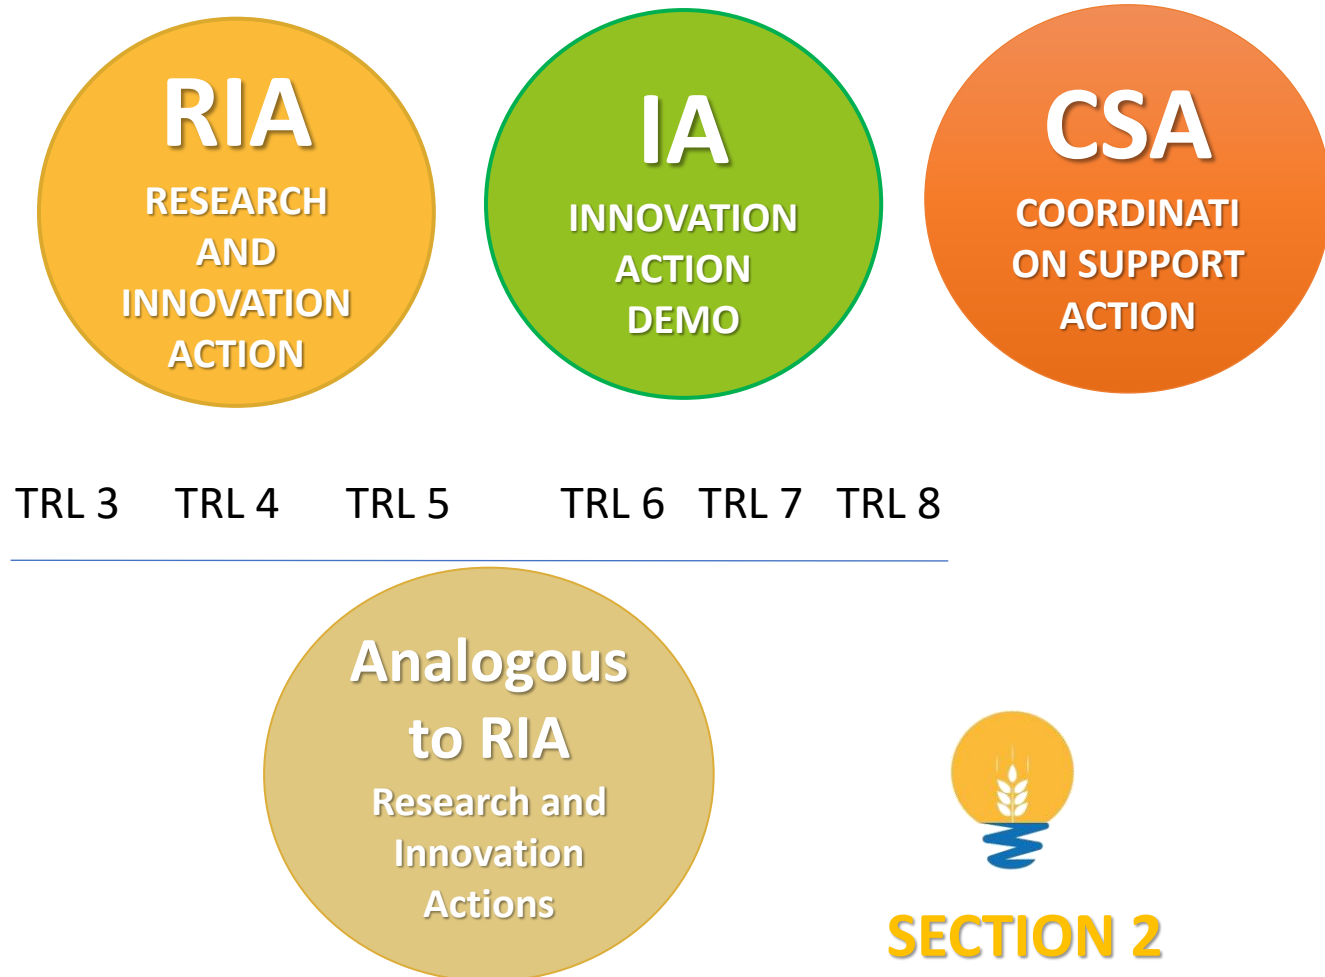 RIA
RESEARCH
AND
INNOVATION
ACTION
IA
INNOVATION
ACTION
DEMO
CSA
COORDINATI
ON SUPPORT
ACTION
TRL 3 TRL 4 TRL 5 TRL 6 TRL 7 TRL 8
Analogous
to RIA
Research and
Innovation
Actions
SECTION 2